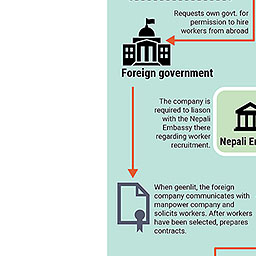 Requests own govt. for
permission to hire
workers from abroad
Foreign government
The company is
required to liason
with the Nepali
Embassy there
regarding worker
recruitment.
Nepali
When geenlit, the foreign
company communicates with
manpower company and
solicits workers. After workers
have been selected, prepares
contracts.